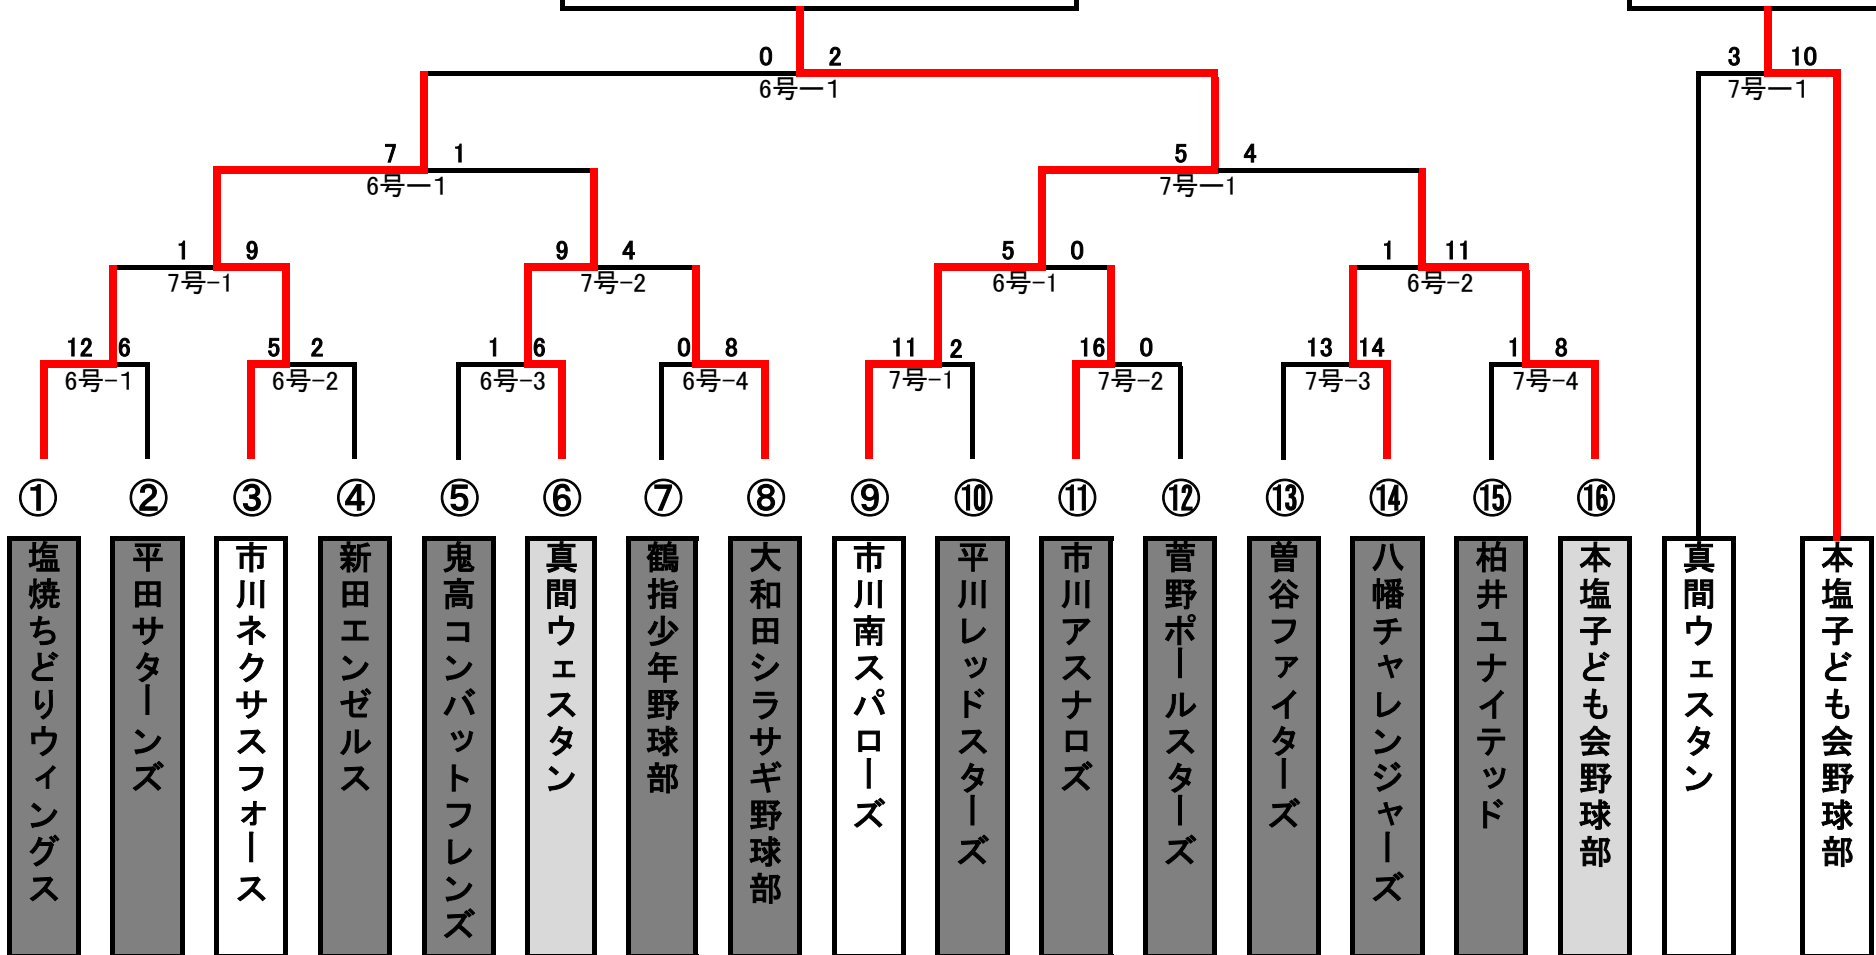 0 2
6号ー1
3 10
7号ー1
7 1
6号ー1
5 4
7号ー1
1 9
7号-1
9 4
7号-2
5 0
6号-1
1 11
6号-2
12 6
6号-1
5 2
6号-2
1 6
6号-3
0 8
6号-4
11 2
7号-1
16 0
7号-2
13 14
7号-3
1 8
7号-4
① ② ③ ④ ⑤ ⑥ ⑦ ⑧ ⑨ ⑩ ⑪ ⑫ ⑬ ⑭ ⑮ ⑯
塩焼ちどりウィングス
平田サターンズ
市川ネクサスフォース
新田エンゼルス
鬼高コンバットフレンズ
真間ウェスタン
鶴指少年野球部
大和田シラサギ野球部
市川南スパローズ
平川レッドスターズ
市川アスナロズ
菅野ポールスターズ
曽谷ファイターズ
八幡チャレンジャーズ
柏井ユナイテッド
本塩子ども会野球部
真間ウェスタン
本塩子ども会野球部